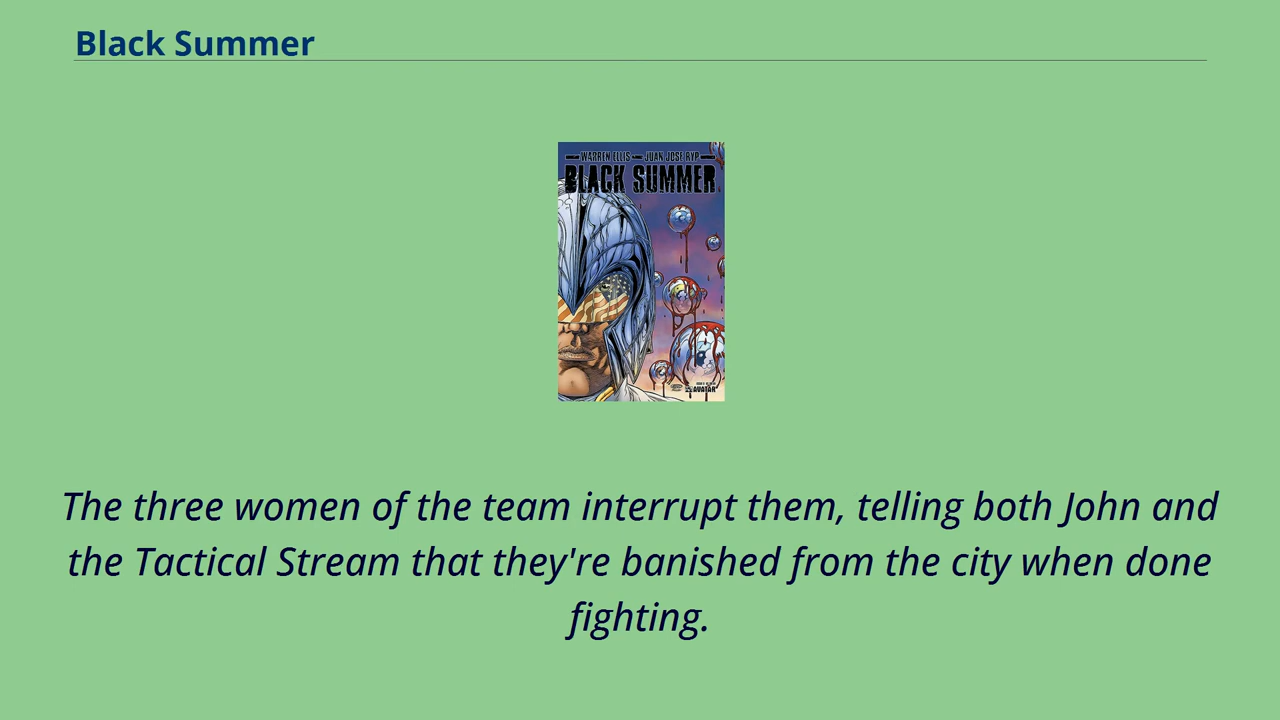 Black Summer
WARREN ELLIS JUAN JOSE RYP
BLACK SUMMER
AVATAR
The three women of the team interrupt them, telling both John and
the Tactical Stream that they're banished from the city when done
fighting.